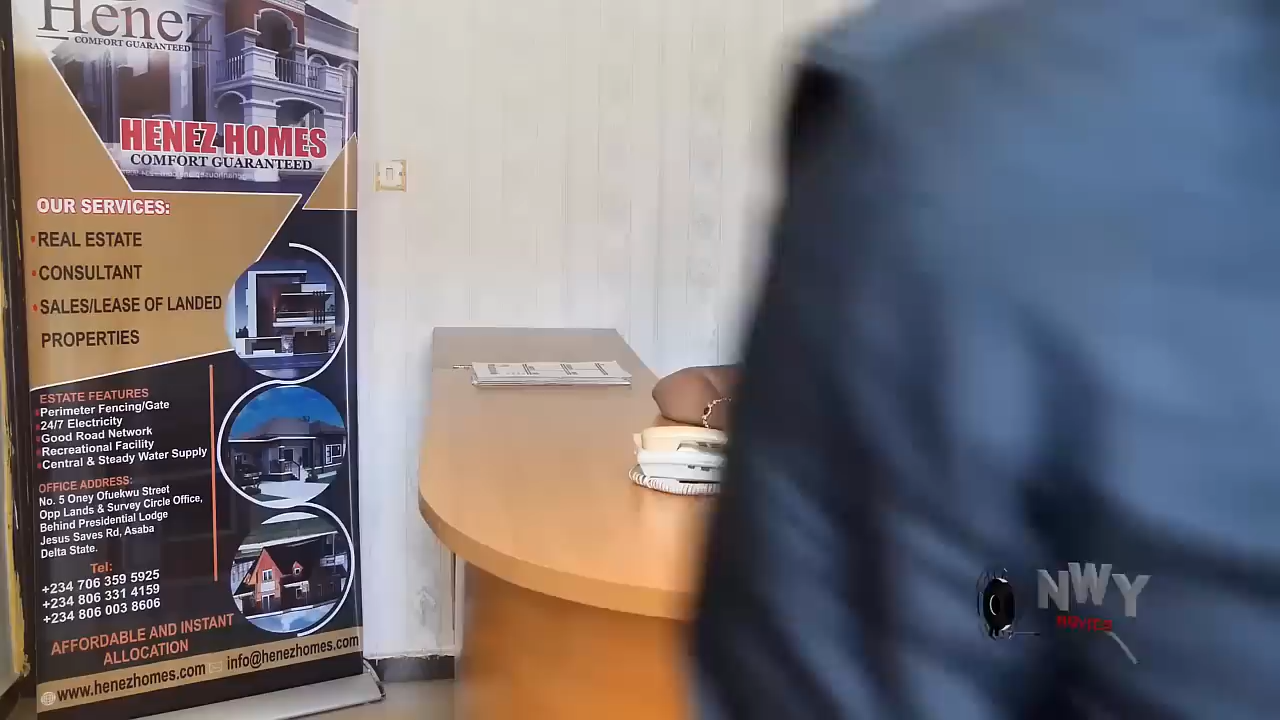 Henez
COMFORT GUARANTEED
HENEZ HOMES
COMFORT GUARANTEED
OUR SERVICES:
REAL ESTATE
CONSULTANT
SALES/LEASE OF LANDED
PROPERTIES
ESTATE FEATURES
Perimeter Fencing/Gate
24/7 Electricity
Good Road Network
Recreational Facility
Central & Steady Water Supply
OFFICE ADDRESS:
No. 5 Oney Ofuekwu Street
Opp Lands & Survey Circle Office,
Behind Presidential Lodge
Jesus Saves Rd, Asaba
Delta State.
Tel:
+234 706 359 5925
+234 806 331 4159
+234 806 003 8606
AFFORDABLE AND INSTANT
ALLOCATION
www.henezhomes.com info@henezhomes.com
NWY
movies